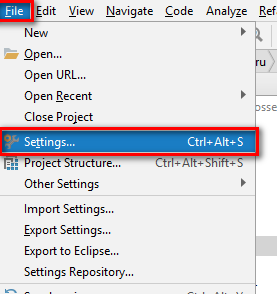 File Edit View Navigate Code Analyze Ref
New
Open...
ru
Open URL...
Open Recent
Close Project
Settings... Ctrl+Alt+S
Project Structure... Ctrl+Alt+Shift+S
Other Settings
Import Settings...
Export Settings...
Export to Eclipse...
Settings Repository...